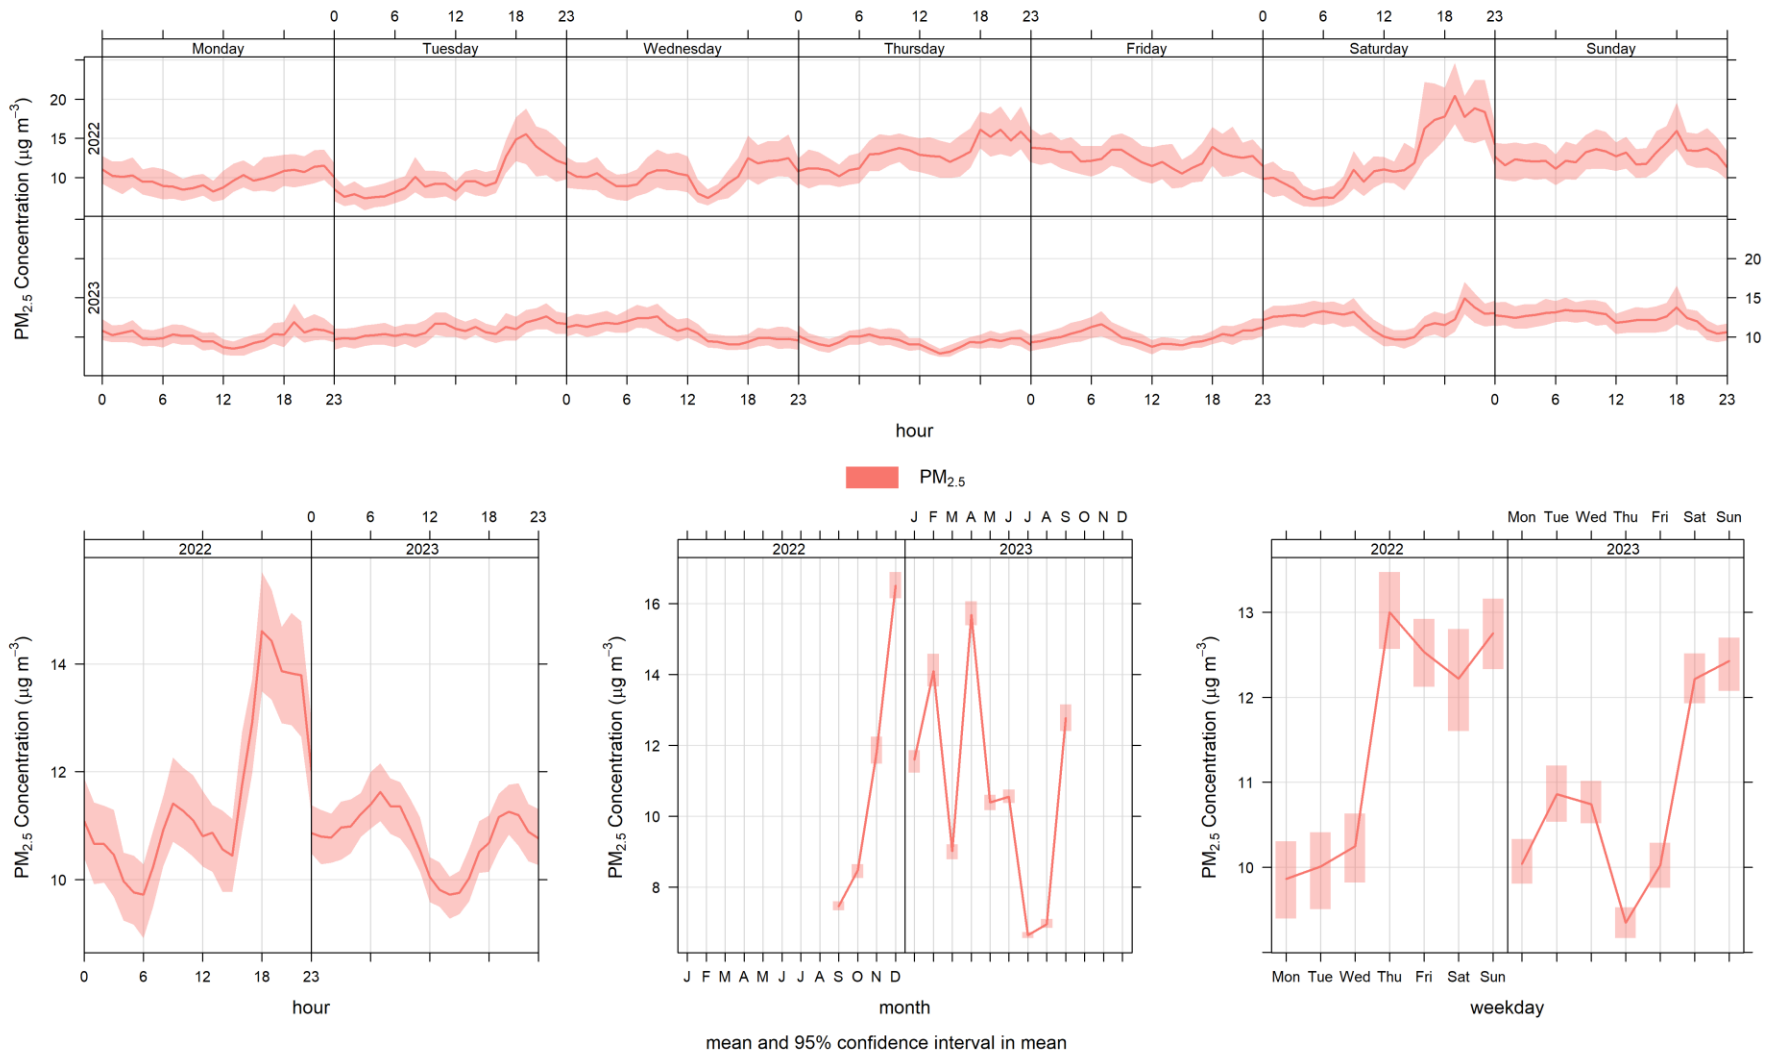 0 6 12 18 23 0 6 12 18 23 0 6 12 18 23
Monday Tuesday Wednesday Thursday Friday Saturday Sunday
PM2.5 Concentration (μg m−3)
20
15
10
2022
2023
20
15
10
0 6 12 18 23 0 6 12 18 23 0 6 12 18 23
hour
PM2.5
0 6 12 18 23
2022 2023
PM2.5 Concentration (μg m−3)
14
12
10
0 6 12 18 23
hour
J F M A M J J A S O N D
2022 2023
PM2.5 Concentration (μg m−3)
16
14
12
10
8
J F M A M J J A S O N D
month
Mon Tue Wed Thu Fri Sat Sun
2022 2023
PM2.5 Concentration (μg m−3)
13
12
11
10
Mon Tue Wed Thu Fri Sat Sun
weekday
mean and 95% confidence interval in mean